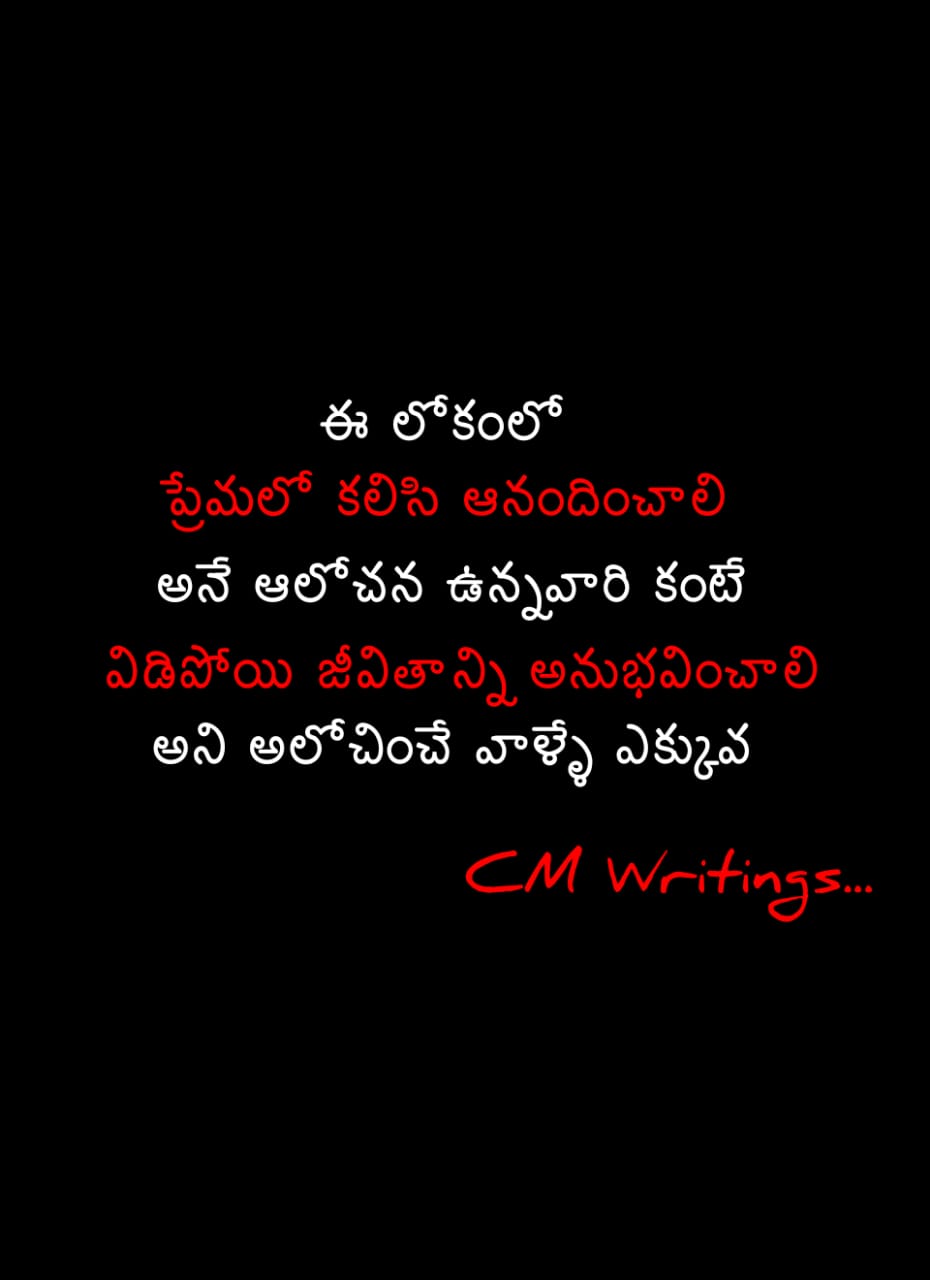 ఈ లోకంలో
ప్రేమలో కలిసి ఆనందించాలి
అనే ఆలోచన ఉన్నవారి కంటే
విడిపోయి జీవితాన్ని అనుభవించాలి
అని అలోచించే వాళ్ళే ఎక్కువ
CM Writings...